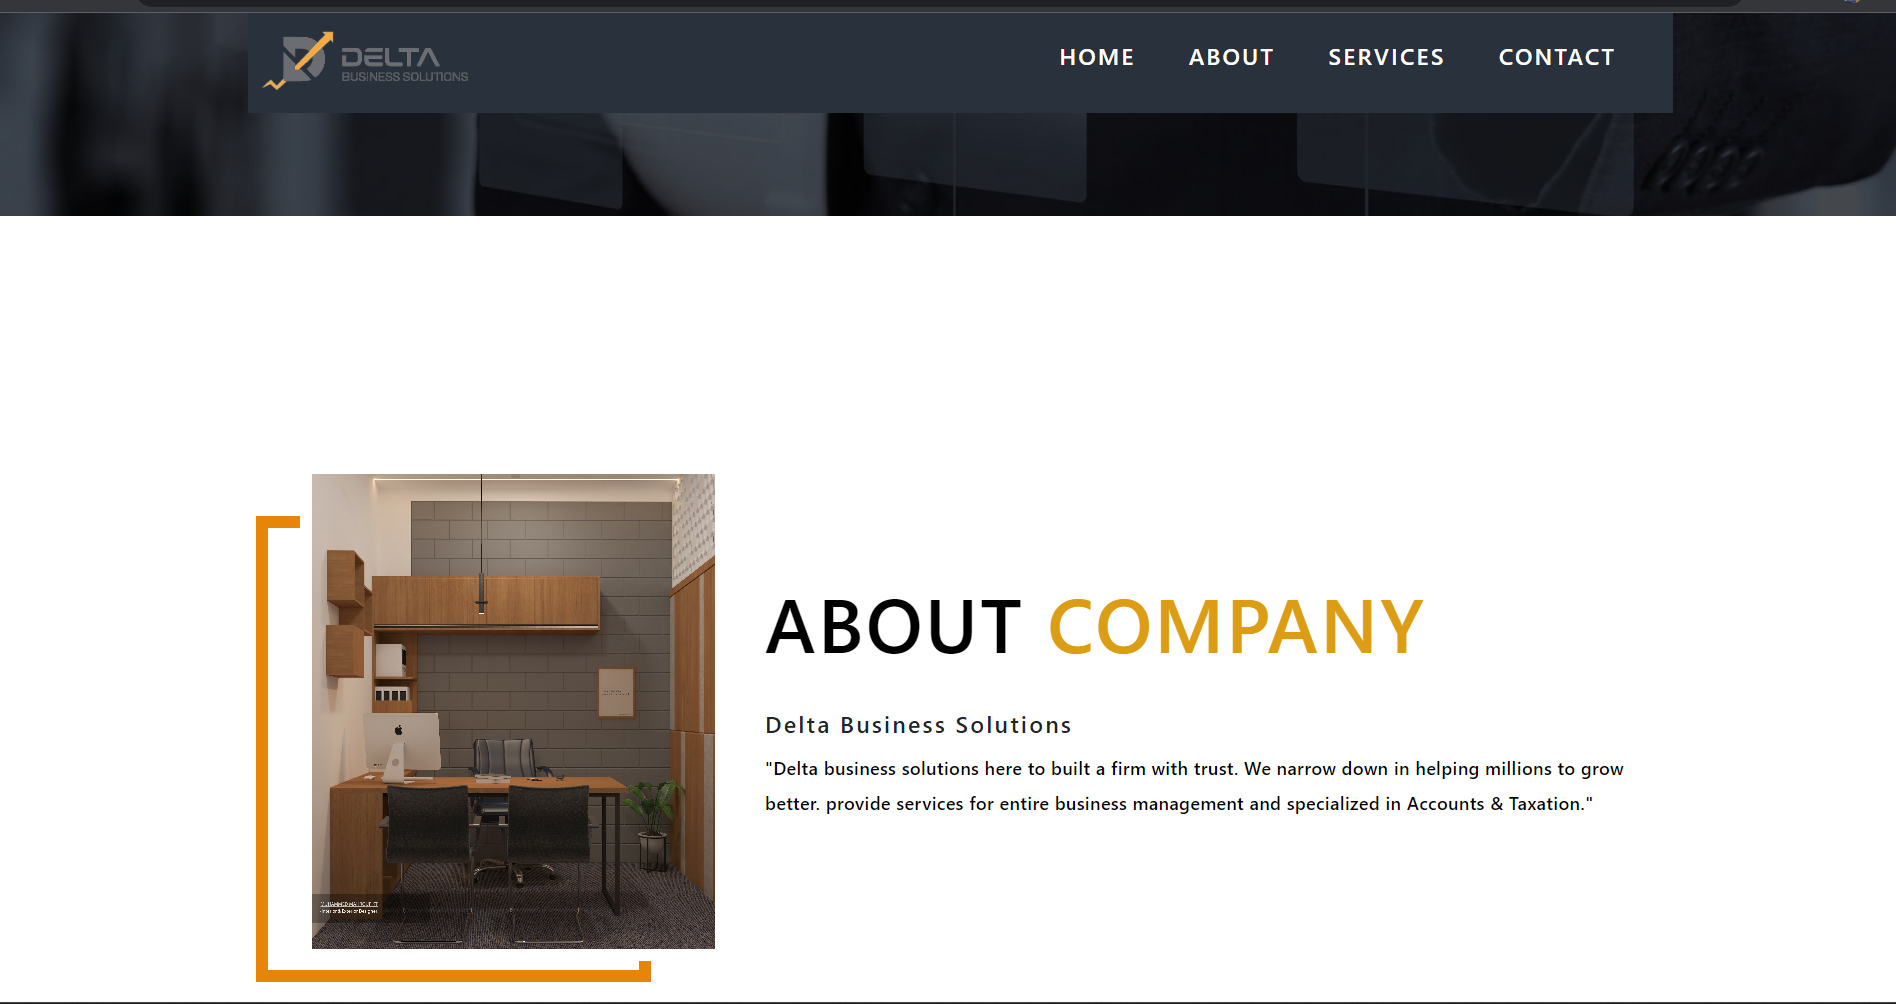 DELTA
BUSINESS SOLUTIONS
HOME ABOUT SERVICES CONTACT
ABOUT COMPANY
Delta Business Solutions
"Delta business solutions here to built a firm with trust. We narrow down in helping millions to grow
better. provide services for entire business management and specialized in Accounts & Taxation."